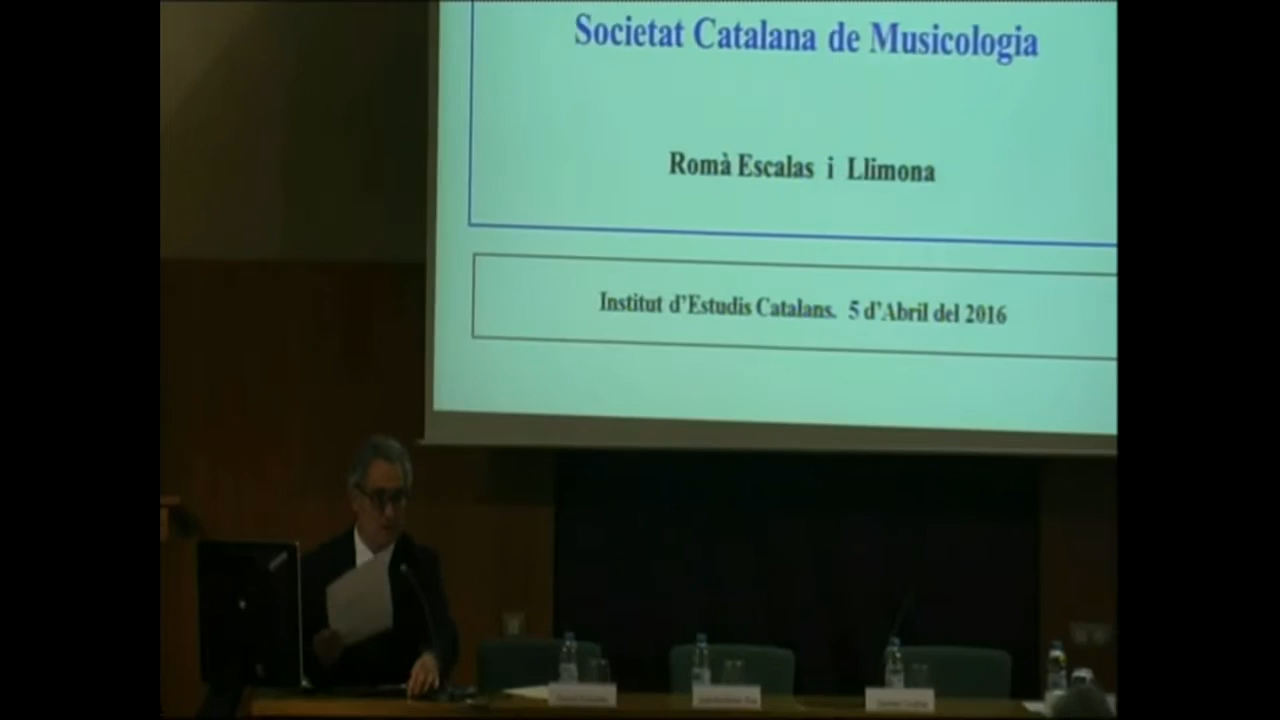 Societat Catalana de Musicologia
Romà Escalas i Llimona
Institut d'Estudis Catalans. 5 d'Abril del 2016